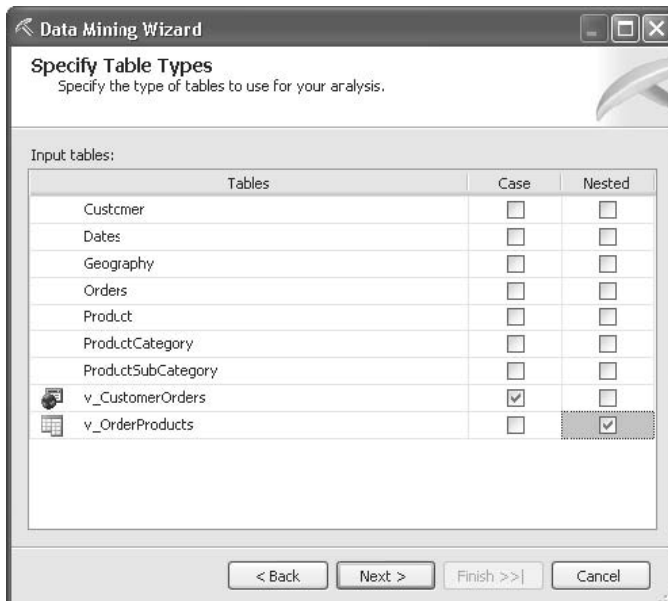 Data Mining Wizard
Specify Table Types
Specify the type of tables to use for your analysis.
Input tables:
Tables Case Nested
Customer
Dates
Geography
Orders
Product
ProductCategory
ProductSubCategory
v_CustomerOrders
v_OrderProducts
< Back Next > Finish >>| Cancel